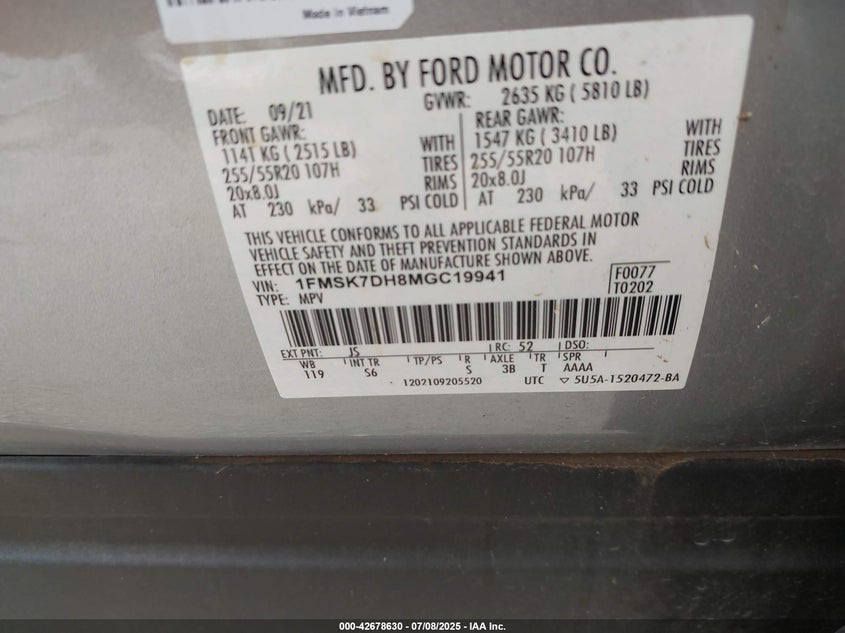 Made in Vietnam
MFD. BY FORD MOTOR CO.
DATE: 09/21 GVWR: 2635 KG ( 5810 LB)
FRONT GAWR: REAR GAWR:
1141 KG ( 2515 LB) WITH 1547 KG ( 3410 LB) WITH
255/55R20 107H TIRES 255/55R20 107H TIRES
20x8.0J RIMS 20x8.0J RIMS
AT 230 kPa/ 33 PSI COLD AT 230 kPa/ 33 PSI COLD
THIS VEHICLE CONFORMS TO ALL APPLICABLE FEDERAL MOTOR
VEHICLE SAFETY AND THEFT PREVENTION STANDARDS IN
EFFECT ON THE DATE OF MANUFACTURE SHOWN ABOVE.
VIN: 1FMSK7DH8MGC19941 F0077
TYPE: MPV T0202
EXT PNT: JS RC: 52 DSO:
WB INT TR TP/PS R AXLE TR SPR
119 S6 S 3B T AAAA
1202109205520 UTC ▽ 5U5A-1520472-BA
000-42678630 - 07/08/2025 - IAA Inc.